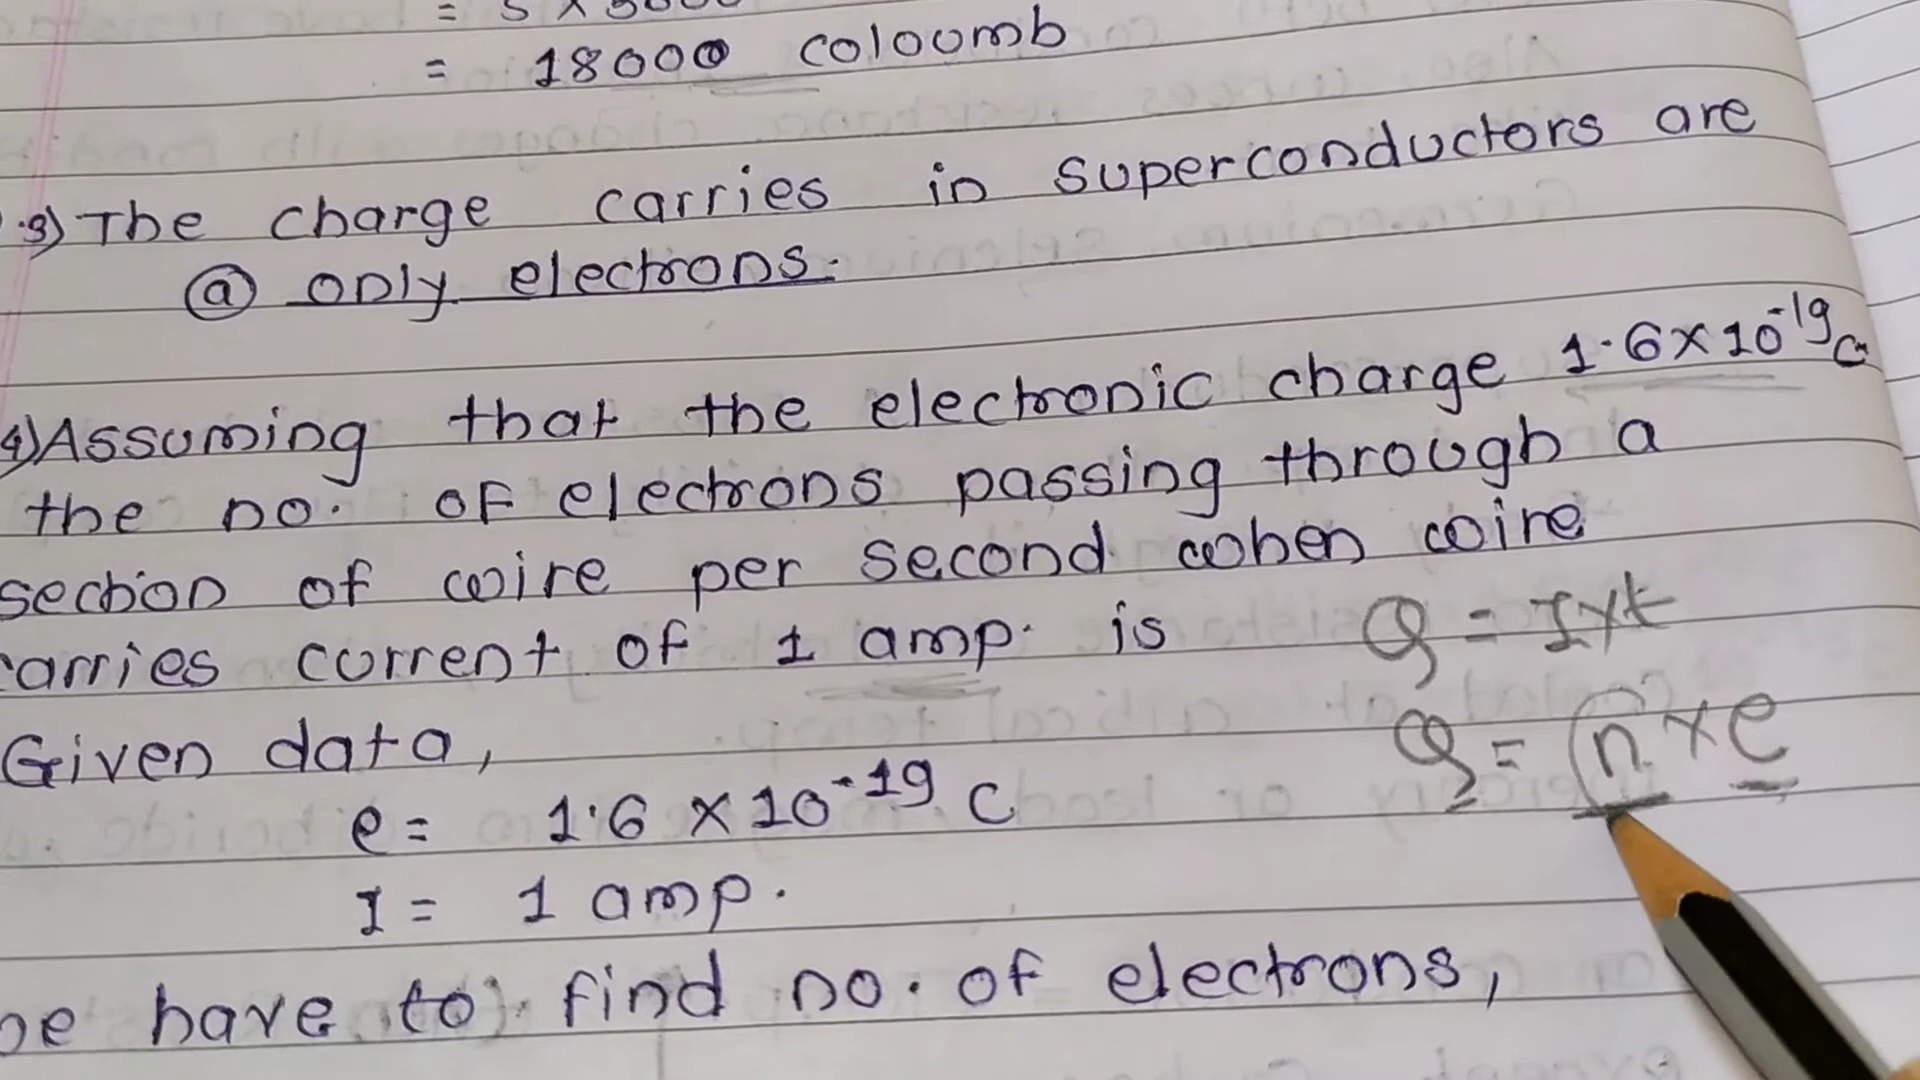 = 5 X
= 18000 coloumb
3) The charge carries in superconductors are
(a) only electrons.
4) Assuming that the electronic charge 1.6 x 10⁻¹⁹ C
the no. of electrons passing through a
section of wire per second when wire
carries current of 1 amp. is
Q = I x t
Given data,
Q = n x e
e = 1.6 x 10⁻¹⁹ C
I = 1 amp.
have to find no. of electrons,